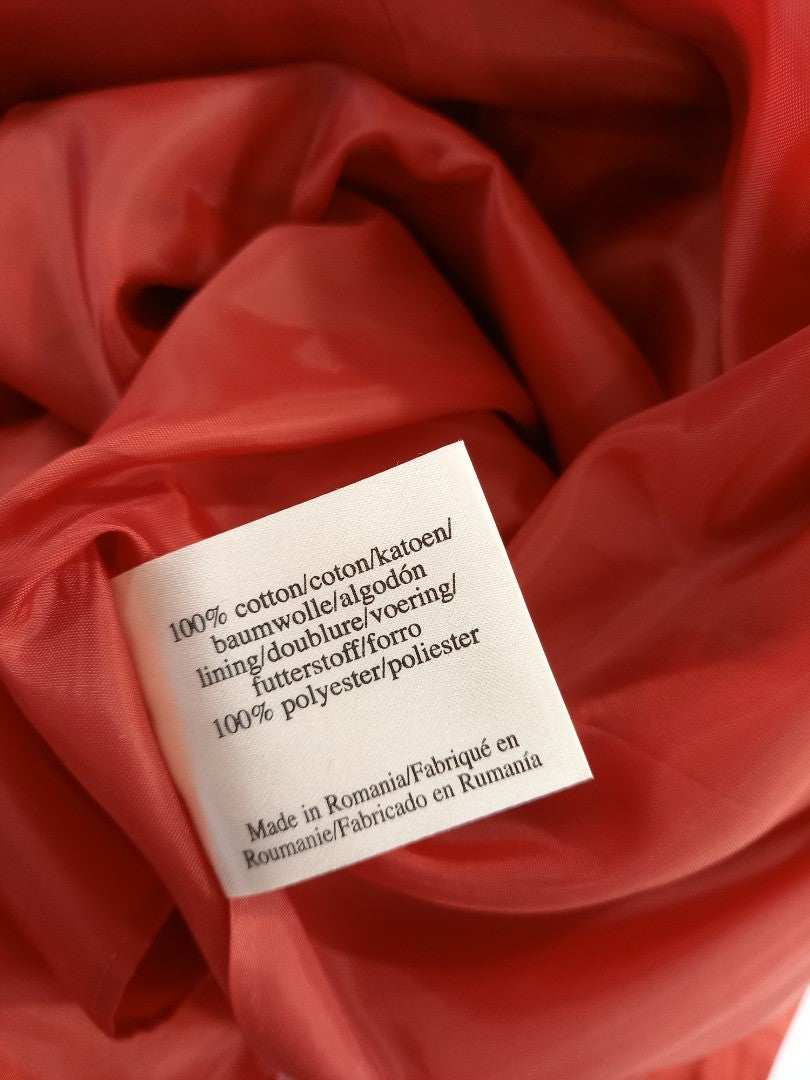 100% cotton/coton/katoen/
baumwolle/algodón
lining/doublure/voering/
futterstoff/forro
100% polyester/poliester
Made in Romania/Fabriqué en
Roumanie/Fabricado en Rumanía